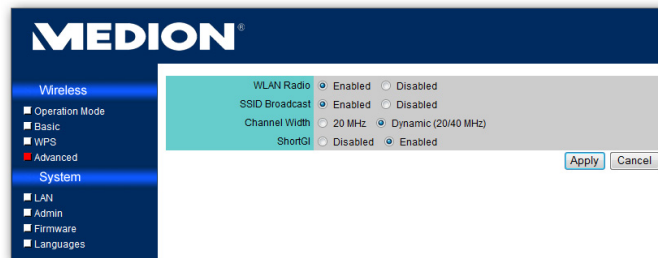 MEDION®
Wireless
Operation Mode
Basic
WPS
Advanced
System
LAN
Admin
Firmware
Languages
WLAN Radio Enabled Disabled
SSID Broadcast Enabled Disabled
Channel Width 20 MHz Dynamic (20/40 MHz)
ShortGI Disabled Enabled
Apply Cancel